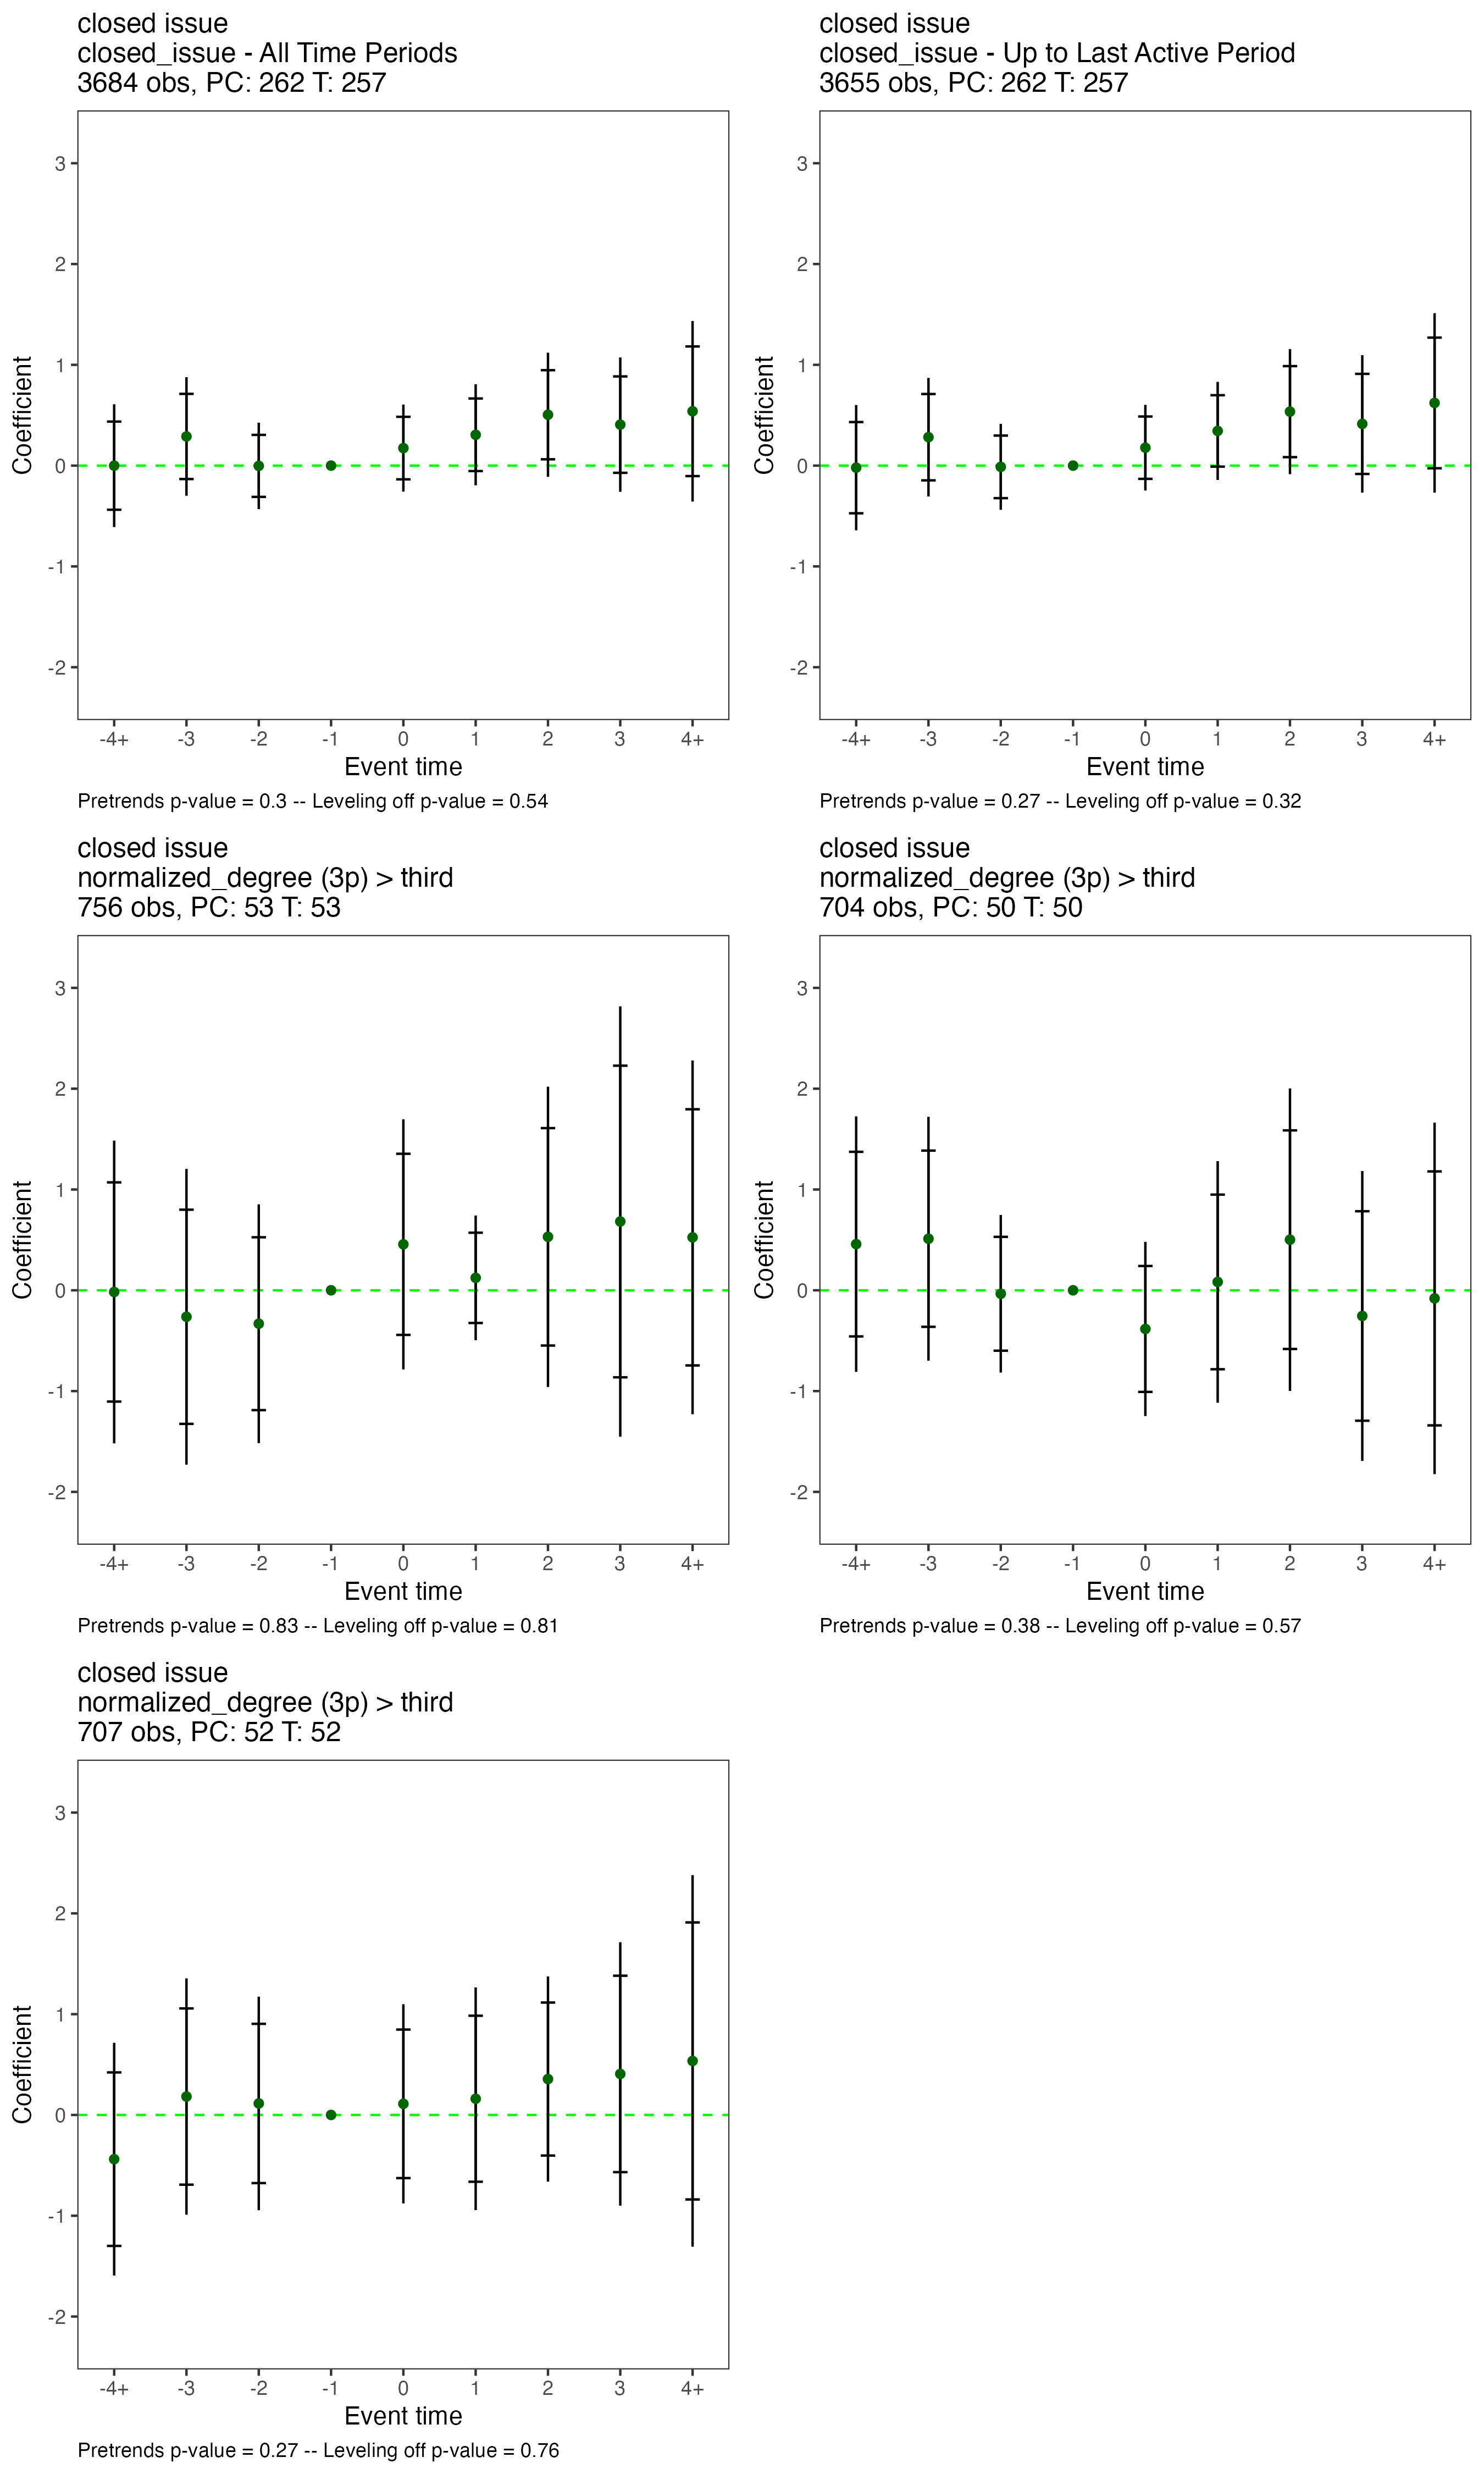 closed issue
closed_issue - All Time Periods
3684 obs, PC: 262 T: 257
Coefficient
3
2
1
0
-1
-2
-4+ -3 -2 -1 0 1 2 3 4+
Event time
Pretrends p-value = 0.3 -- Leveling off p-value = 0.54
closed issue
closed_issue - Up to Last Active Period
3655 obs, PC: 262 T: 257
Coefficient
3
2
1
0
-1
-2
-4+ -3 -2 -1 0 1 2 3 4+
Event time
Pretrends p-value = 0.27 -- Leveling off p-value = 0.32
closed issue
normalized_degree (3p) > third
756 obs, PC: 53 T: 53
Coefficient
3
2
1
0
-1
-2
-4+ -3 -2 -1 0 1 2 3 4+
Event time
Pretrends p-value = 0.83 -- Leveling off p-value = 0.81
closed issue
normalized_degree (3p) > third
704 obs, PC: 50 T: 50
Coefficient
3
2
1
0
-1
-2
-4+ -3 -2 -1 0 1 2 3 4+
Event time
Pretrends p-value = 0.38 -- Leveling off p-value = 0.57
closed issue
normalized_degree (3p) > third
707 obs, PC: 52 T: 52
Coefficient
3
2
1
0
-1
-2
-4+ -3 -2 -1 0 1 2 3 4+
Event time
Pretrends p-value = 0.27 -- Leveling off p-value = 0.76